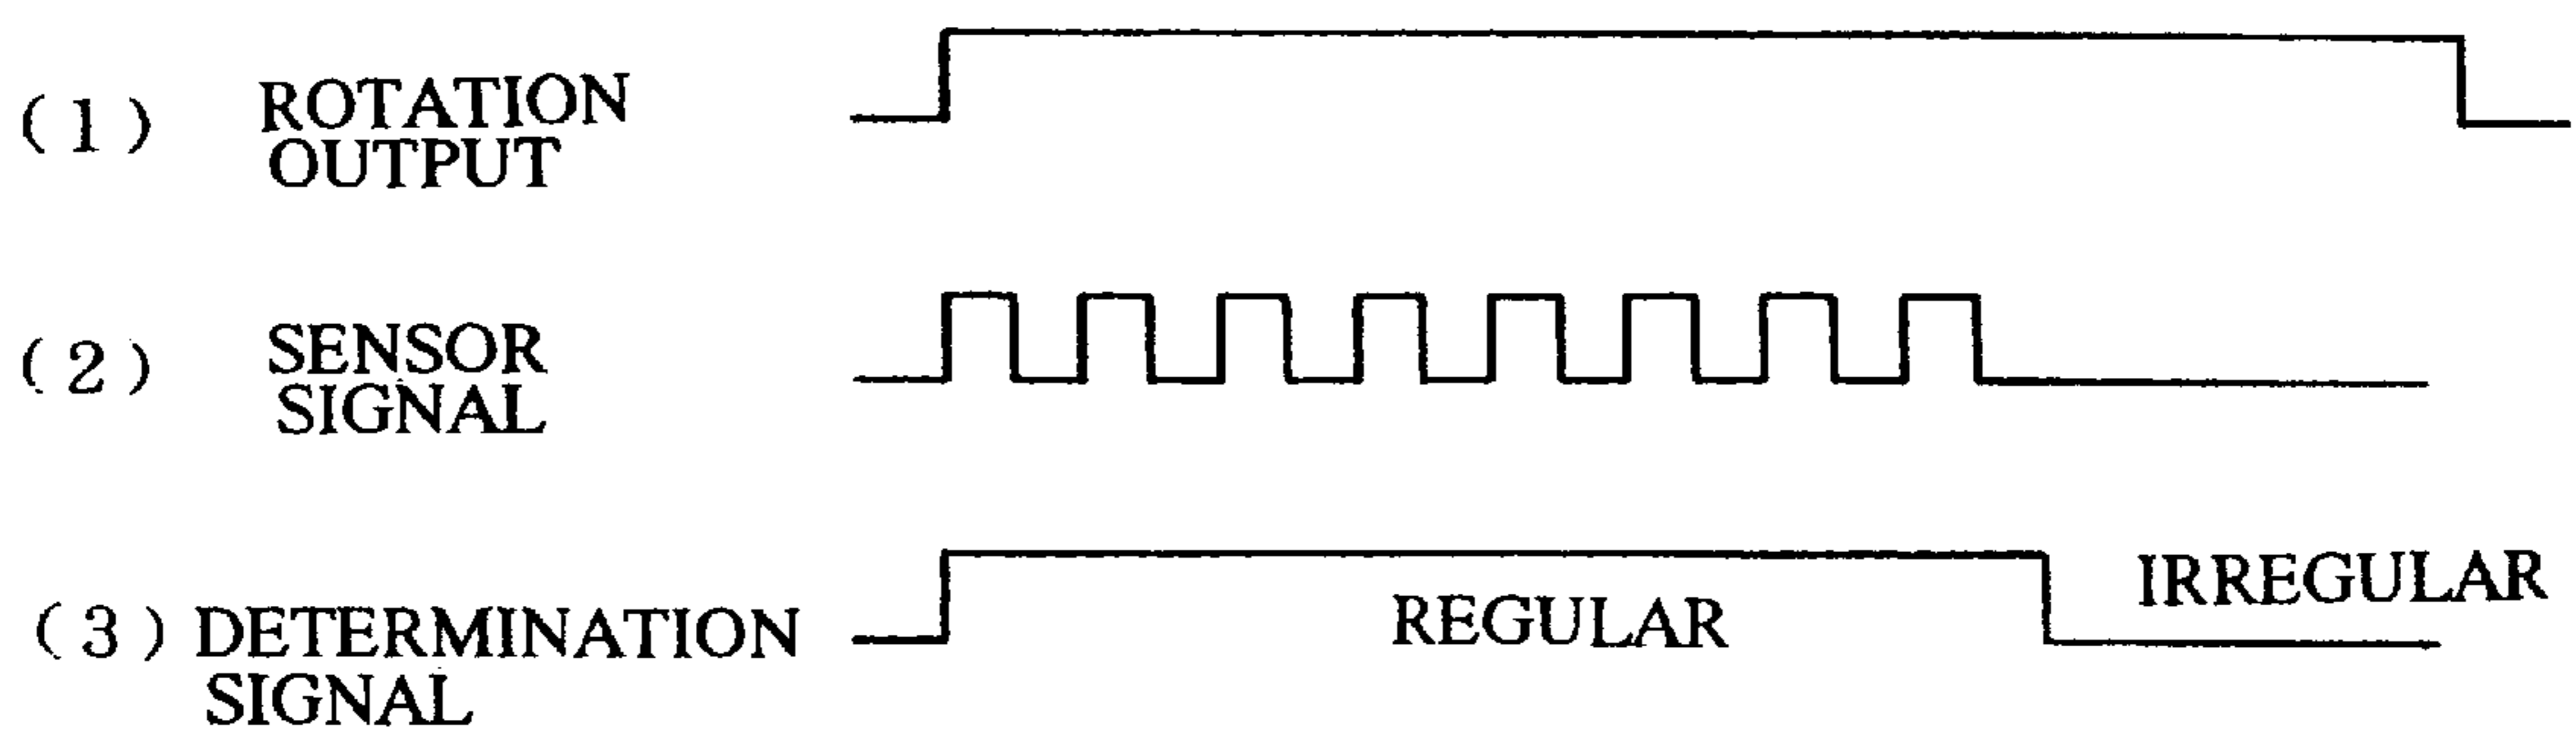 (1) ROTATION
OUTPUT
(2) SENSOR
SIGNAL
(3) DETERMINATION
SIGNAL
REGULAR
IRREGULAR